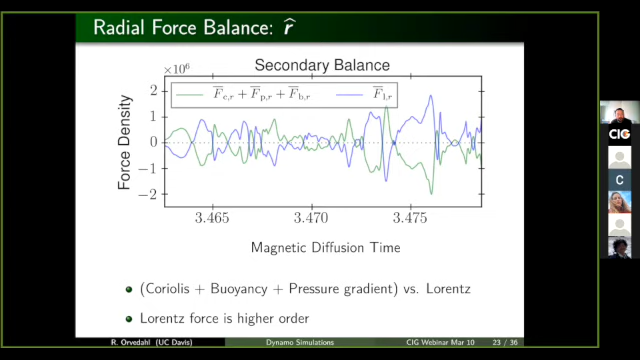 Radial Force Balance: r̂
Secondary Balance
×10⁶
F̅c,r + F̅p,r + F̅b,r
F̅l,r
Force Density
2
1
0
−1
−2
3.465
3.470
3.475
Magnetic Diffusion Time
(Coriolis + Buoyancy + Pressure gradient) vs. Lorentz
Lorentz force is higher order
R. Orvedahl (UC Davis)
Dynamo Simulations
CIG Webinar Mar 10
23 / 36
CIG
C